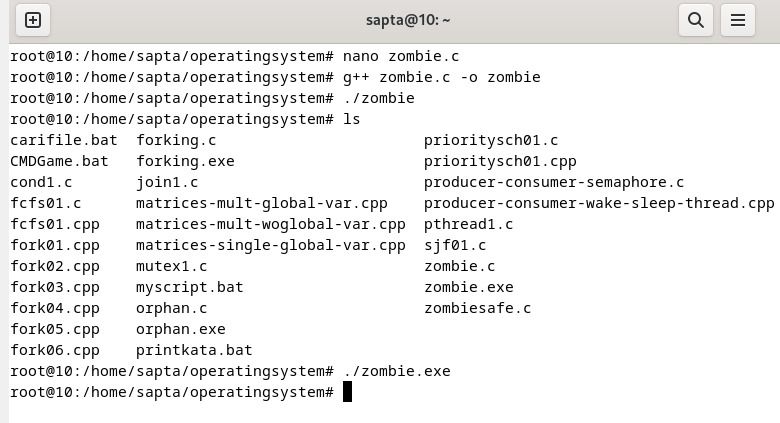 sapta@10: ~
root@10:/home/sapta/operatingsystem# nano zombie.c
root@10:/home/sapta/operatingsystem# g++ zombie.c -o zombie
root@10:/home/sapta/operatingsystem# ./zombie
root@10:/home/sapta/operatingsystem# ls
carifile.bat  forking.c                       prioritysch01.c
CMDGame.bat   forking.exe                     prioritysch01.cpp
cond1.c       join1.c                         producer-consumer-semaphore.c
fcfs01.c      matrices-mult-global-var.cpp    producer-consumer-wake-sleep-thread.cpp
fcfs01.cpp    matrices-mult-woglobal-var.cpp  pthread1.c
fork01.cpp    matrices-single-global-var.cpp  sjf01.c
fork02.cpp    mutex1.c                        zombie.c
fork03.cpp    myscript.bat                    zombie.exe
fork04.cpp    orphan.c                        zombiesafe.c
fork05.cpp    orphan.exe
fork06.cpp    printkata.bat
root@10:/home/sapta/operatingsystem# ./zombie.exe
root@10:/home/sapta/operatingsystem#